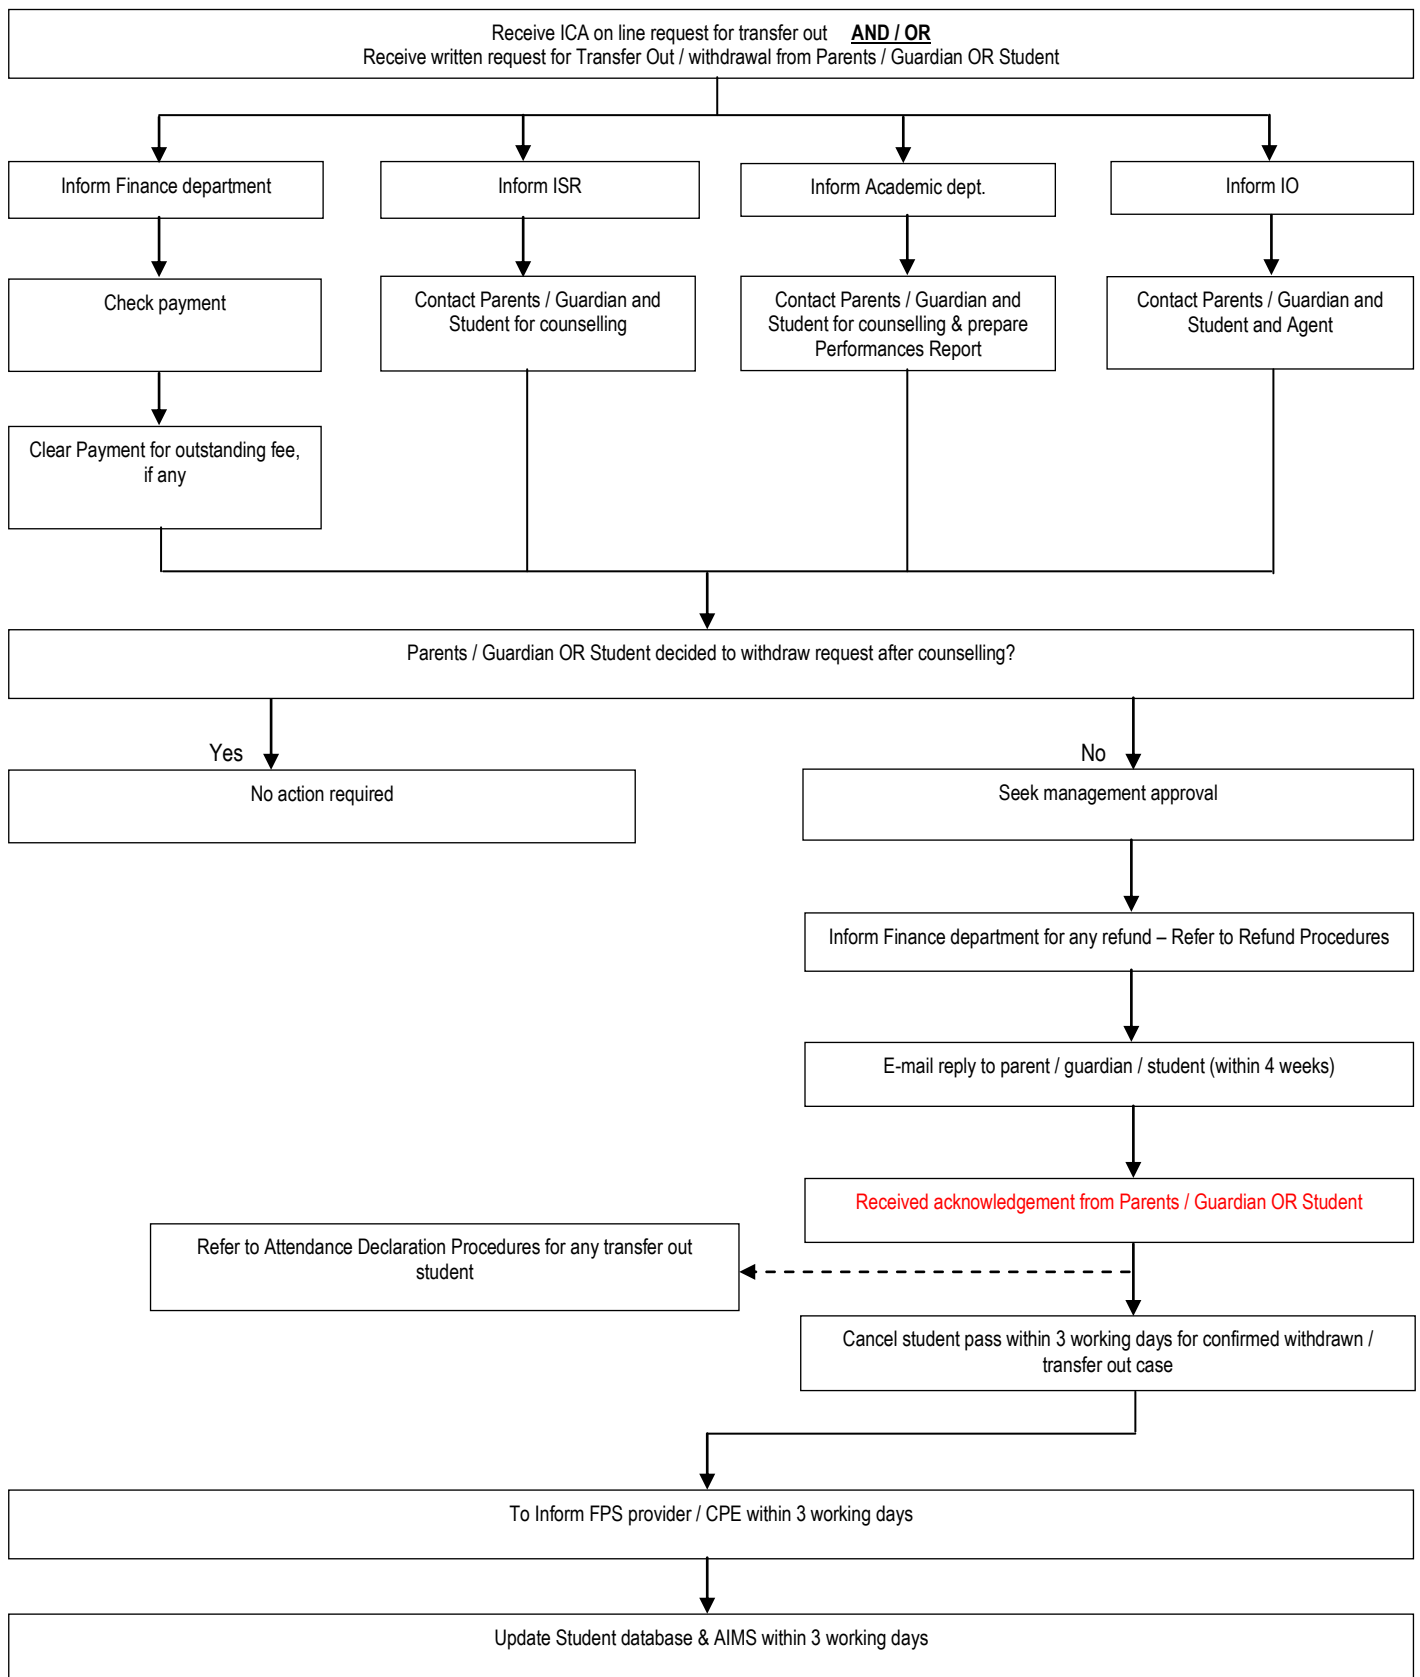 Receive ICA on line request for transfer out AND / OR
Receive written request for Transfer Out / withdrawal from Parents / Guardian OR Student
Inform Finance department
Inform ISR
Inform Academic dept.
Inform IO
Check payment
Contact Parents / Guardian and
Student for counselling
Contact Parents / Guardian and
Student for counselling & prepare
Performances Report
Contact Parents / Guardian and
Student and Agent
Clear Payment for outstanding fee,
if any
Parents / Guardian OR Student decided to withdraw request after counselling?
Yes
No
No action required
Seek management approval
Inform Finance department for any refund – Refer to Refund Procedures
E-mail reply to parent / guardian / student (within 4 weeks)
Received acknowledgement from Parents / Guardian OR Student
Refer to Attendance Declaration Procedures for any transfer out
student
Cancel student pass within 3 working days for confirmed withdrawn /
transfer out case
To Inform FPS provider / CPE within 3 working days
Update Student database & AIMS within 3 working days